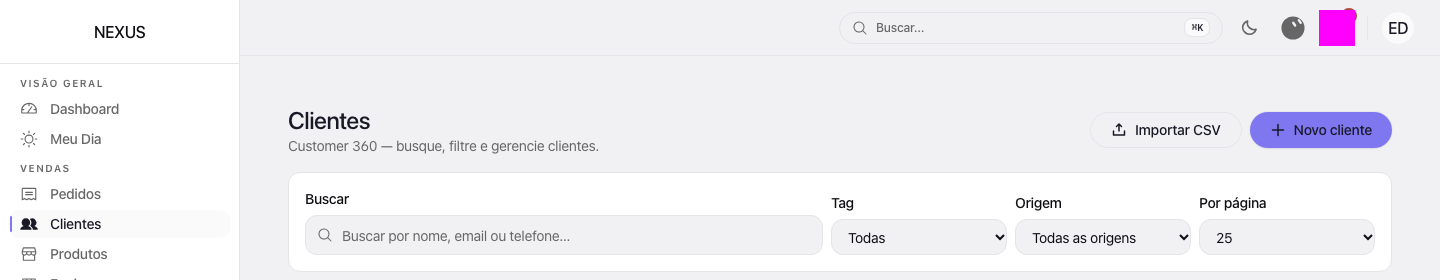 NEXUS
Buscar...
⌘K
ED
VISÃO GERAL
Dashboard
Meu Dia
VENDAS
Pedidos
Clientes
Produtos
Clientes
Customer 360 — busque, filtre e gerencie clientes.
Importar CSV
Novo cliente
Buscar
Buscar por nome, email ou telefone...
Tag
Todas
Origem
Todas as origens
Por página
25